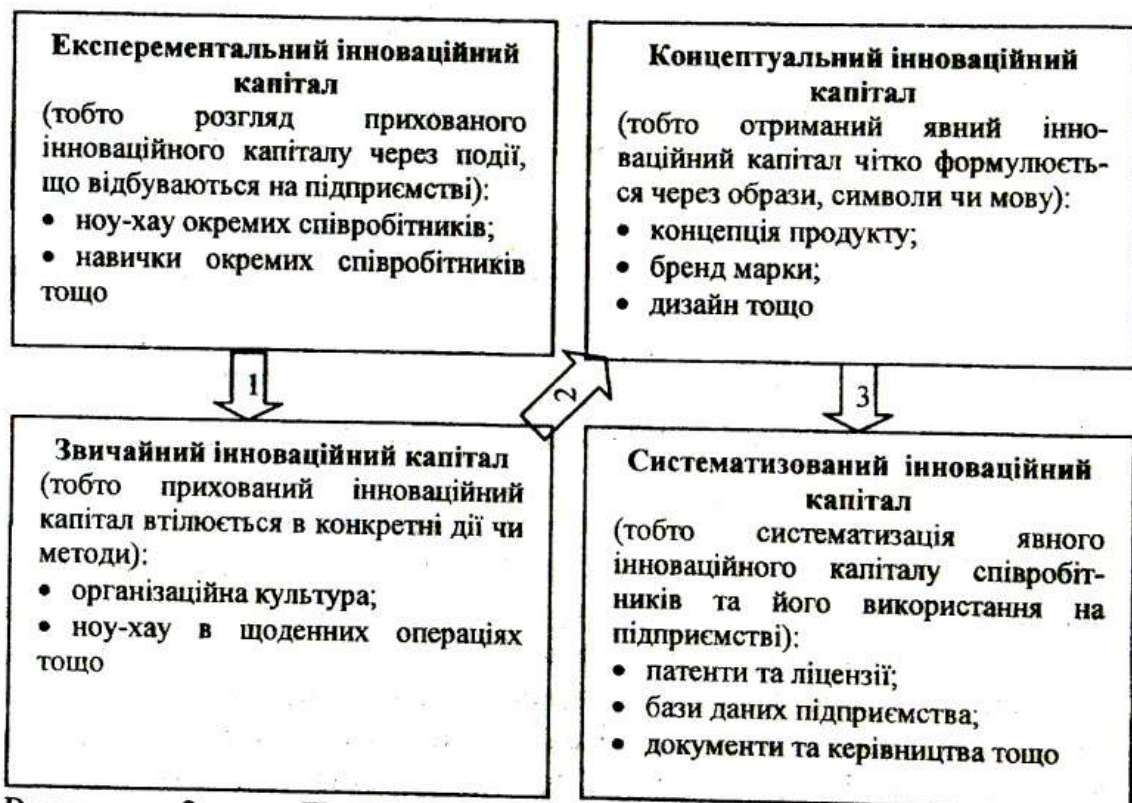 Експерементальний інноваційний
капітал
(тобто розгляд прихованого
інноваційного капіталу через події,
що відбуваються на підприємстві):
• ноу-хау окремих співробітників;
• навички окремих співробітників
тощо
1
Звичайний інноваційний капітал
(тобто прихований інноваційний
капітал втілюється в конкретні дії чи
методи):
• організаційна культура;
• ноу-хау в щоденних операціях
тощо
2
Концептуальний інноваційний
капітал
(тобто отриманий явний інно-
ваційний капітал чітко формулюєть-
ся через образи, символи чи мову):
• концепція продукту;
• бренд марки;
• дизайн тощо
3
Систематизований інноваційний
капітал
(тобто систематизація явного
інноваційного капіталу співробіт-
ників та його використання на
підприємстві):
• патенти та ліцензії;
• бази даних підприємства;
• документи та керівництва тощо